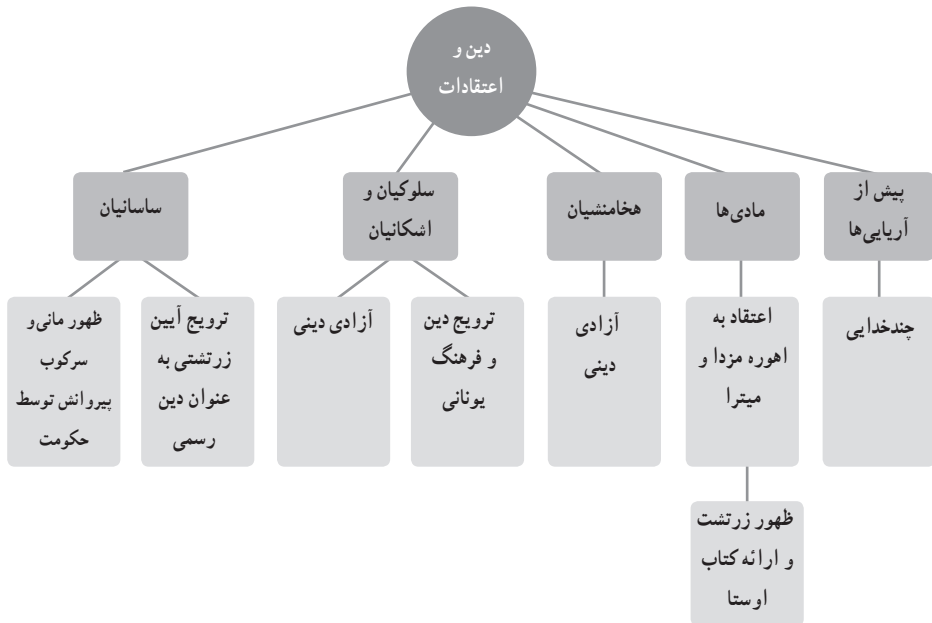 دین و
اعتقادات
پیش از
آریایی‌ها
مادی‌ها
هخامنشیان
سلوکیان و
اشکانیان
ساسانیان
چندخدایی
اعتقاد به
اهوره مزدا و
میترا
آزادی
دینی
ترویج دین
و فرهنگ
یونانی
آزادی دینی
ترویج آیین
زرتشتی به
عنوان دین
رسمی
ظهور مانی و
سرکوب
پیروانش توسط
حکومت
ظهور زرتشت
و ارائه کتاب
اوستا